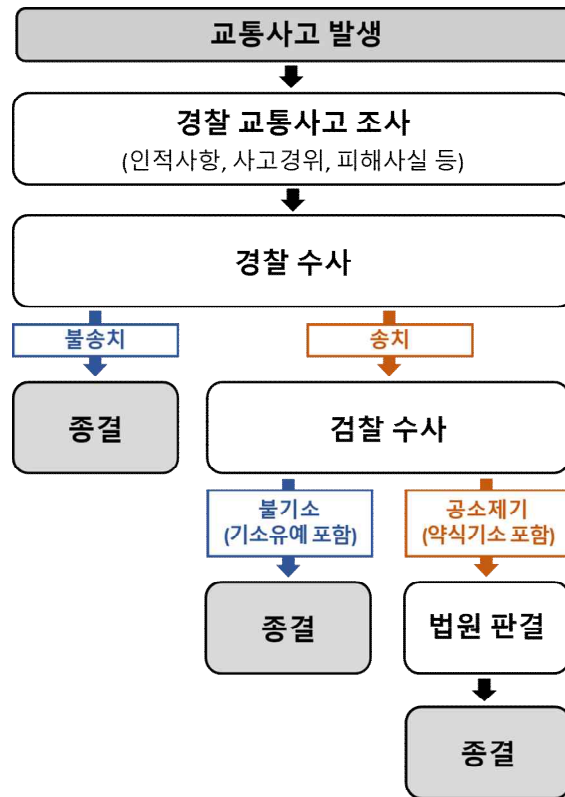 교통사고 발생
경찰 교통사고 조사
(인적사항, 사고경위, 피해사실 등)
경찰 수사
불송치
송치
종결
검찰 수사
불기소
(기소유예 포함)
공소제기
(약식기소 포함)
종결
법원 판결
종결